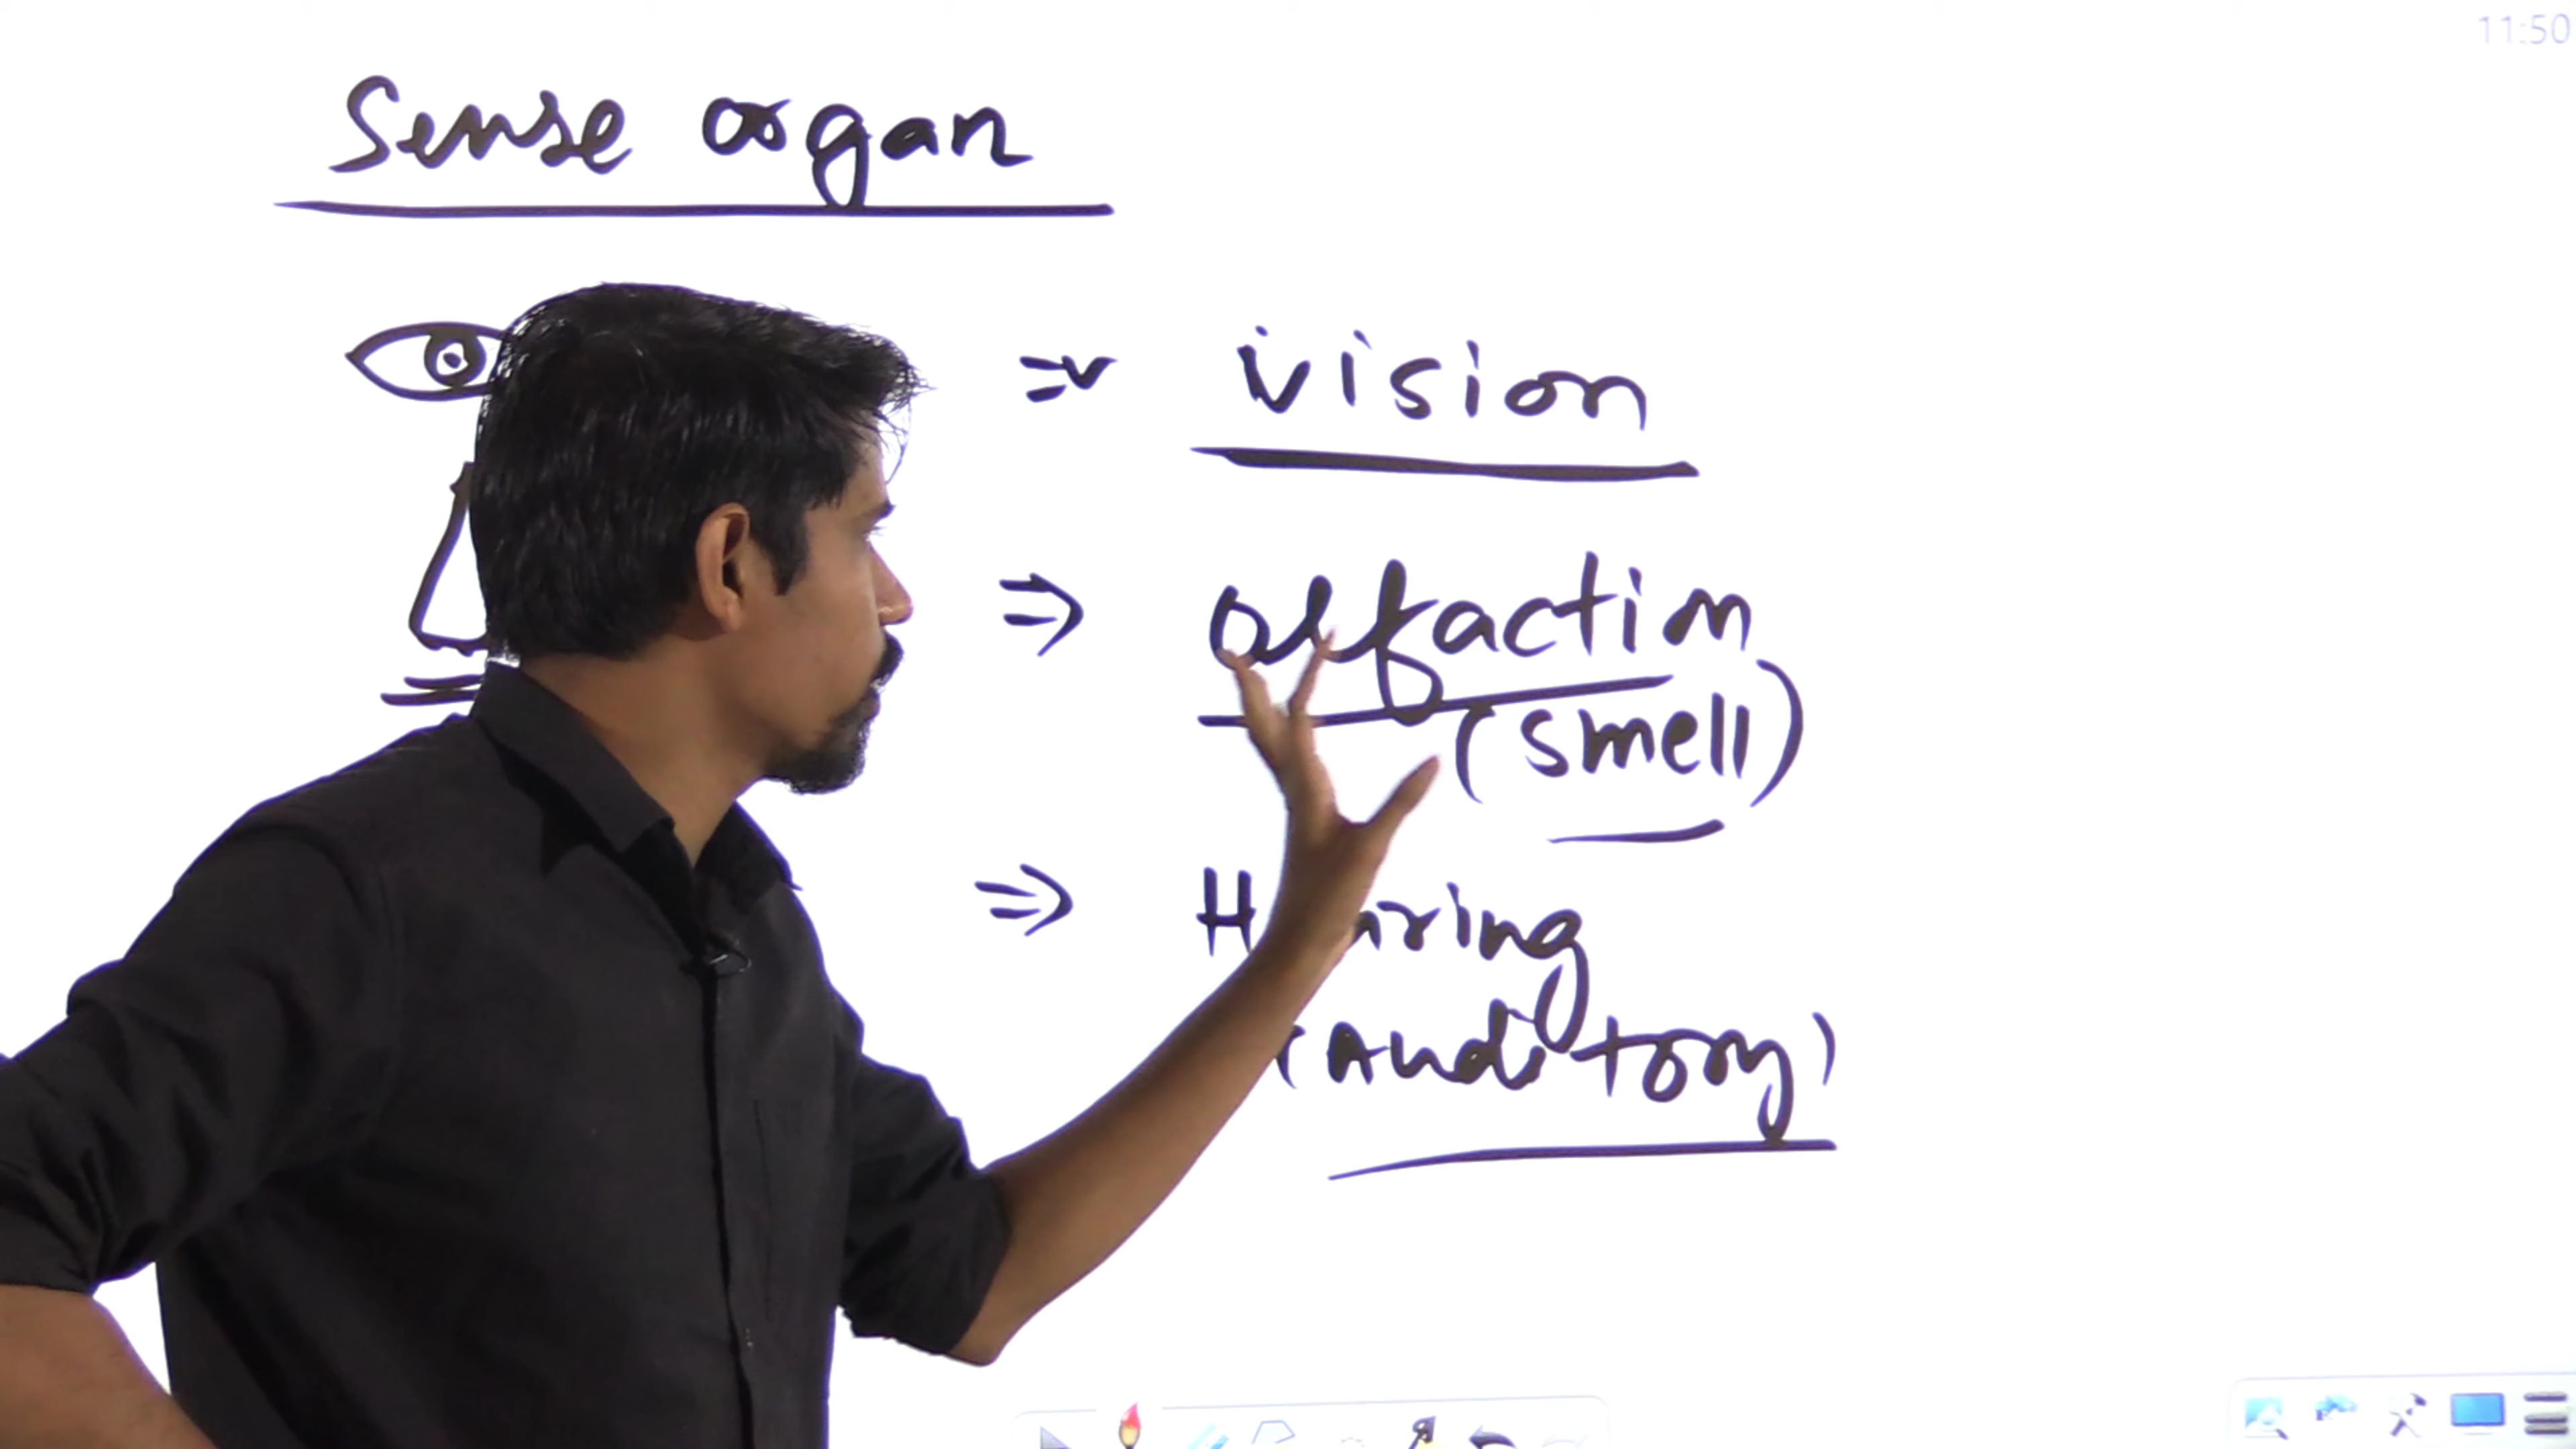 11:50
Sense organ
⇒ vision
⇒ olfaction
(smell)
⇒
(Auditory)